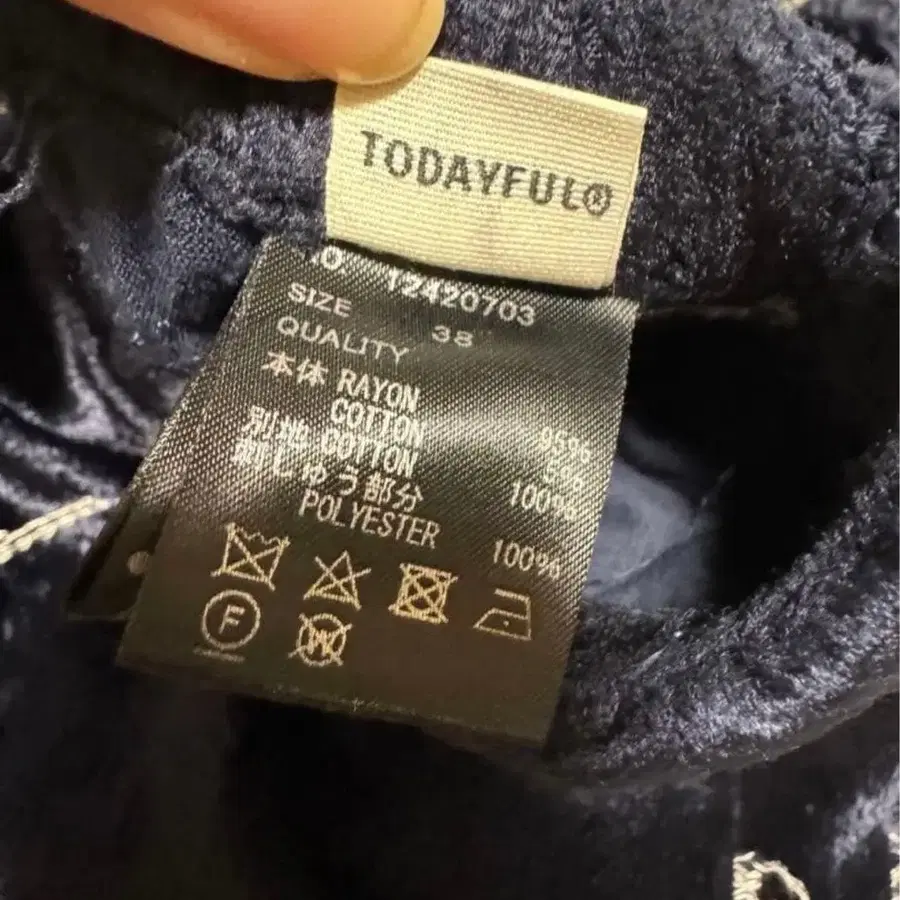 TODAYFUL®
NO. 12420703
SIZE 38
QUALITY
本体 RAYON 95%
COTTON 5%
別地 COTTON 100%
刺しゅう部分
POLYESTER 100%
F
W